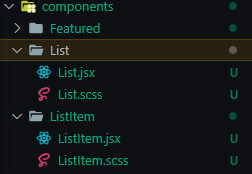 components
Featured
List
List.jsx U
List.scss U
ListItem
ListItem.jsx U
ListItem.scss U